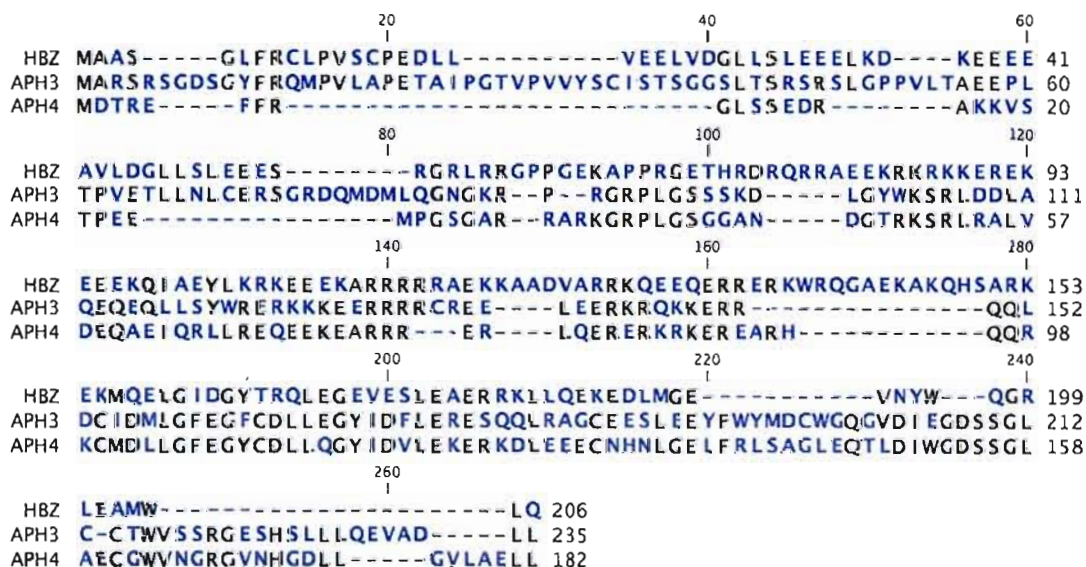 20 40 60
HBZ MAAS-----GLFRCLPVSCPEDLL----------VEELVDGLLSLEEELKD----KEEEE 41
APH3 MARSRSGDSGYFRQMPVLAPETAIPGTVPVVYSCISTSGGSLTSRSRSLGPPVLTAEEPL 60
APH4 MDTRE-----FFR---------------------------GLSSEDR--------AKKVS 20
80 100 120
HBZ AVLDGLLSLEEES--------RGRLRRGPPGEKAPPRGETHRDRQRRAEEKRKRKKEREK 93
APH3 TPVETLLNLCERSGRDQMDMLQGNGKR--P--RGRPLGSSSKD-----LGYWKSRLDDLA 111
APH4 TPEE----------------MPGSGAR--RARKGRPLGSGGAN-----DGTRKSRLRALV 57
140 160 180
HBZ EEEKQIAEYLKRKEEEKARRRRRAEKKAADVARRKQEEQERRERKWRQGAEKAKQHSARK 153
APH3 QEQEQLLSYWRERKKKEERRRRCREE----LEERKRQKKERR---------------QQL 152
APH4 DEQAEIQRLLREQEEKEARRR---ER----LQERERKRKEREARH------------QQR 98
200 220 240
HBZ EKMQELGIDGYTRQLEGEVESLEAERRKLLQEKEDLMGE-----------VNYW---QGR 199
APH3 DCIDMLGFEGFCDLLEGYIDFLERESQQLRAGCEESLEEYFWYMDCWGQGVDIEGDSSGL 212
APH4 KCMDLLGFEGYCDLLQGYIDVLEKERKDLEEECNHNLGELFRLSAGLEQTLDIWGDSSGL 158
260
HBZ LEAMW----------------------LQ 206
APH3 C-CTWVSSRGESHSLLLQEVAD-----LL 235
APH4 AECGWVNGRGVNHGDLL-----GVLAELL 182